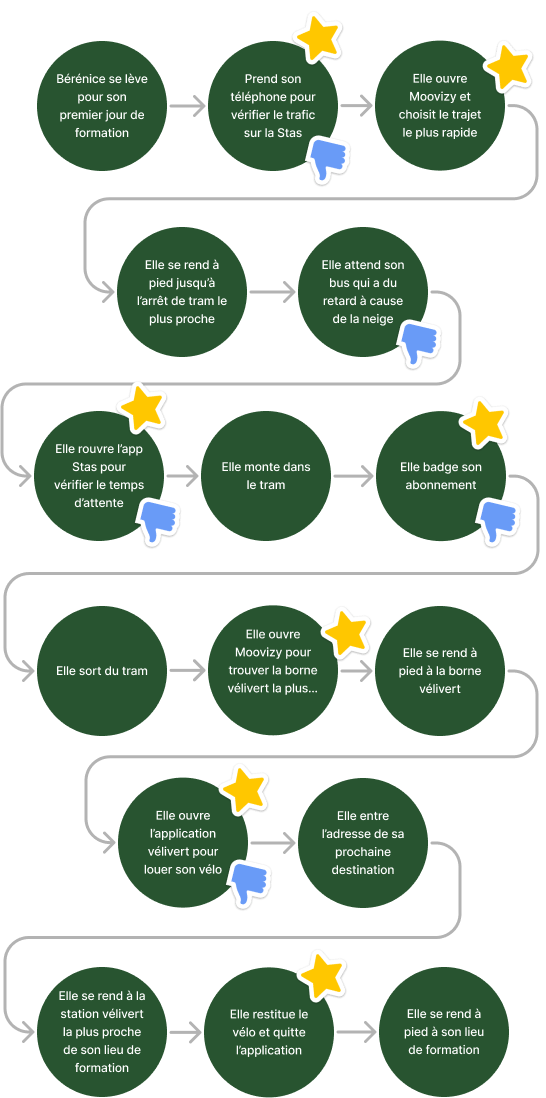 Bérénice se lève
pour son
premier jour de
formation
Prend son
téléphone pour
vérifier le trafic
sur la Stas
Elle ouvre
Moovizy et
choisit le trajet
le plus rapide
Elle se rend à
pied jusqu'à
l'arrêt de tram le
plus proche
Elle attend son
bus qui a du
retard à cause
de la neige
Elle rouvre l'app
Stas pour
vérifier le temps
d'attente
Elle monte dans
le tram
Elle badge son
abonnement
Elle sort du tram
Elle ouvre
Moovizy pour
trouver la borne
vélivert la plus...
Elle se rend à
pied à la borne
vélivert
Elle ouvre
l'application
vélivert pour
louer son vélo
Elle entre
l'adresse de sa
prochaine
destination
Elle se rend à la
station vélivert
la plus proche
de son lieu de
formation
Elle restitue le
vélo et quitte
l'application
Elle se rend à
pied à son lieu
de formation